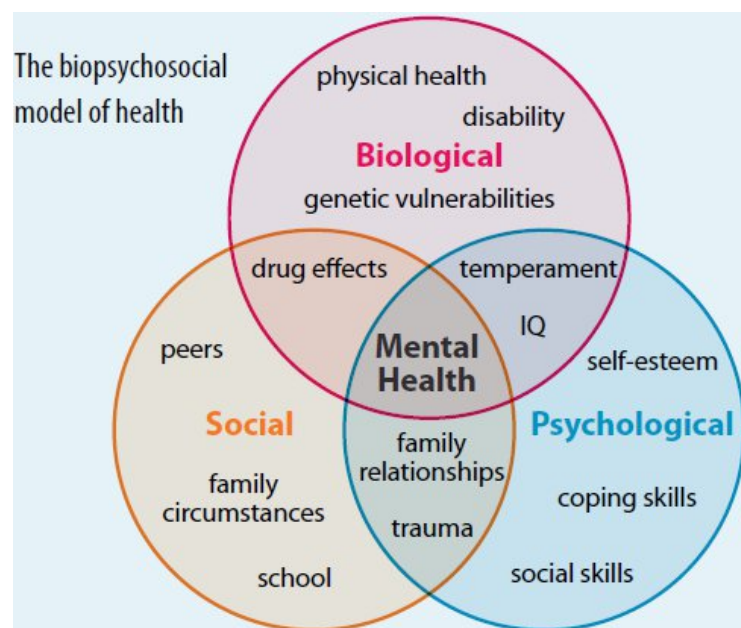 The biopsychosocial
model of health
physical health
disability
Biological
genetic vulnerabilities
drug effects
temperament
IQ
peers
Mental
Health
self-esteem
Social
Psychological
family
relationships
family
circumstances
coping skills
trauma
school
social skills